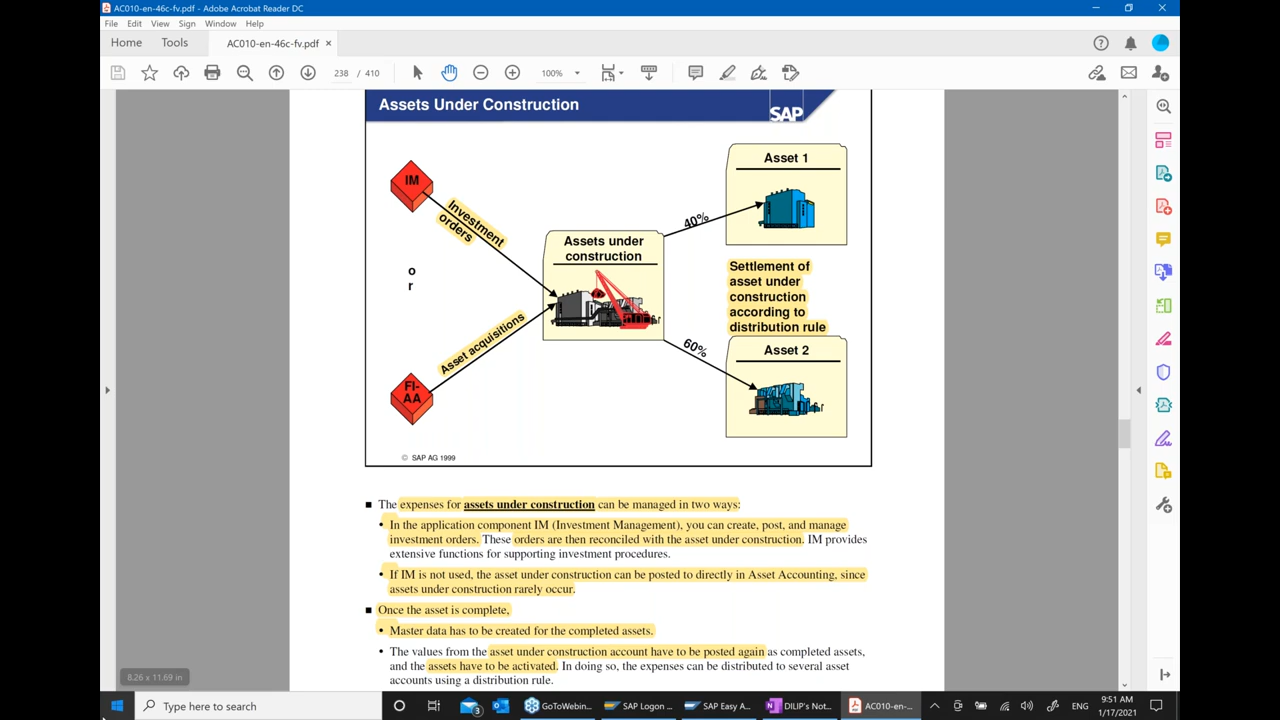 AC010-en-46c-fv.pdf - Adobe Acrobat Reader DC
File Edit View Sign Window Help
Home Tools AC010-en-46c-fv.pdf ×
238 / 410 100%
Assets Under Construction
SAP
IM
Investment
orders
o
r
Asset acquisitions
FI-
AA
Assets under
construction
40%
60%
Asset 1
Settlement of
asset under
construction
according to
distribution rule
Asset 2
© SAP AG 1999
■ The expenses for assets under construction can be managed in two ways:
• In the application component IM (Investment Management), you can create, post, and manage
investment orders. These orders are then reconciled with the asset under construction. IM provides
extensive functions for supporting investment procedures.
• If IM is not used, the asset under construction can be posted to directly in Asset Accounting, since
assets under construction rarely occur.
■ Once the asset is complete,
• Master data has to be created for the completed assets.
• The values from the asset under construction account have to be posted again as completed assets,
and the assets have to be activated. In doing so, the expenses can be distributed to several asset
accounts using a distribution rule.
8.26 x 11.69 in
Type here to search
3
GoToWebin...
SAP Logon ...
SAP Easy A...
DILIP's Not...
AC010-en-...
ENG
9:51 AM
1/17/2021